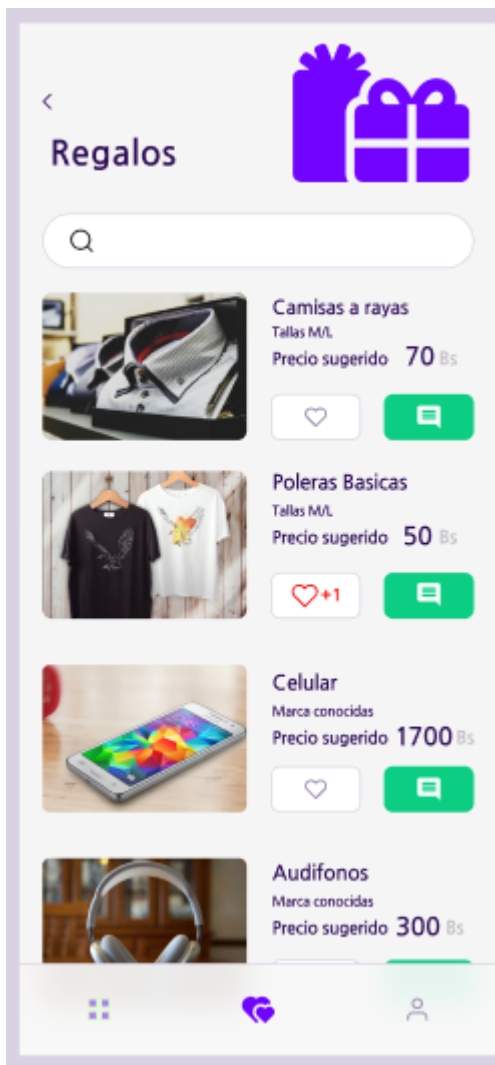 Regalos
Camisas a rayas
Tallas M/L
Precio sugerido 70 Bs
Poleras Basicas
Tallas M/L
Precio sugerido 50 Bs
+1
Celular
Marca conocidas
Precio sugerido 1700 Bs
Audifonos
Marca conocidas
Precio sugerido 300 Bs